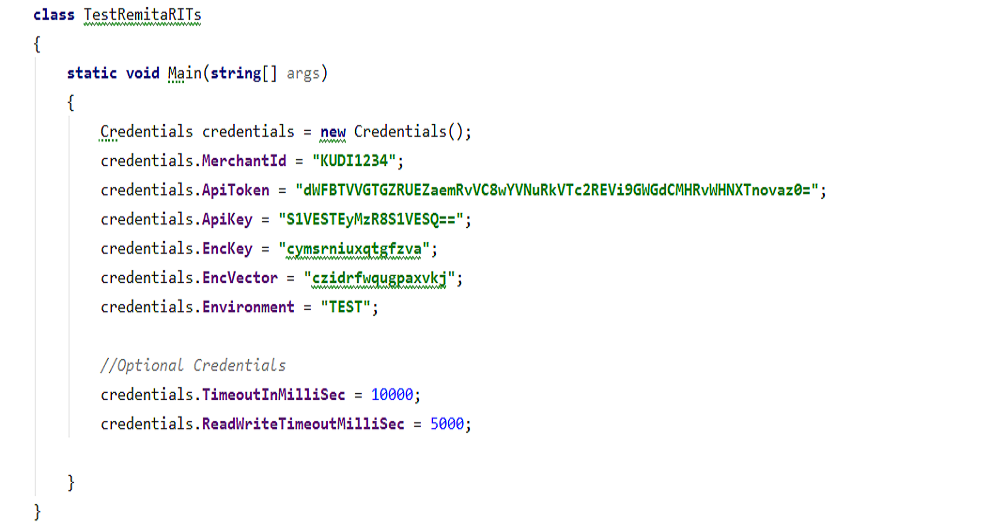 class TestRemitaRITs
{
static void Main(string[] args)
{
Credentials credentials = new Credentials();
credentials.MerchantId = "KUDI1234";
credentials.ApiToken = "dWFBTVVGTGZRUEZaemRvVC8wYVNuRkVTc2REVi9GWGdCMHRvWHNXTnovaz0=";
credentials.ApiKey = "S1VESTEyMzR8S1VESQ==";
credentials.EncKey = "cymsrniuxqtgfzva";
credentials.EncVector = "czidrfwqugpaxvkj";
credentials.Environment = "TEST";
//Optional Credentials
credentials.TimeoutInMilliSec = 10000;
credentials.ReadWriteTimeoutMilliSec = 5000;
}
}